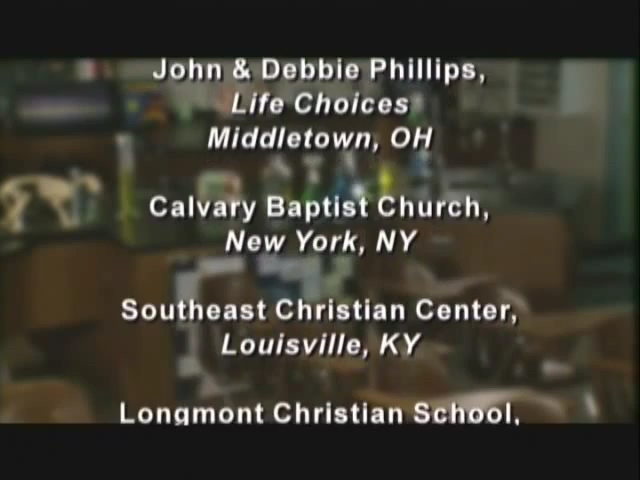 John & Debbie Phillips,
Life Choices
Middletown, OH
Calvary Baptist Church,
New York, NY
Southeast Christian Center,
Louisville, KY
Longmont Christian School,